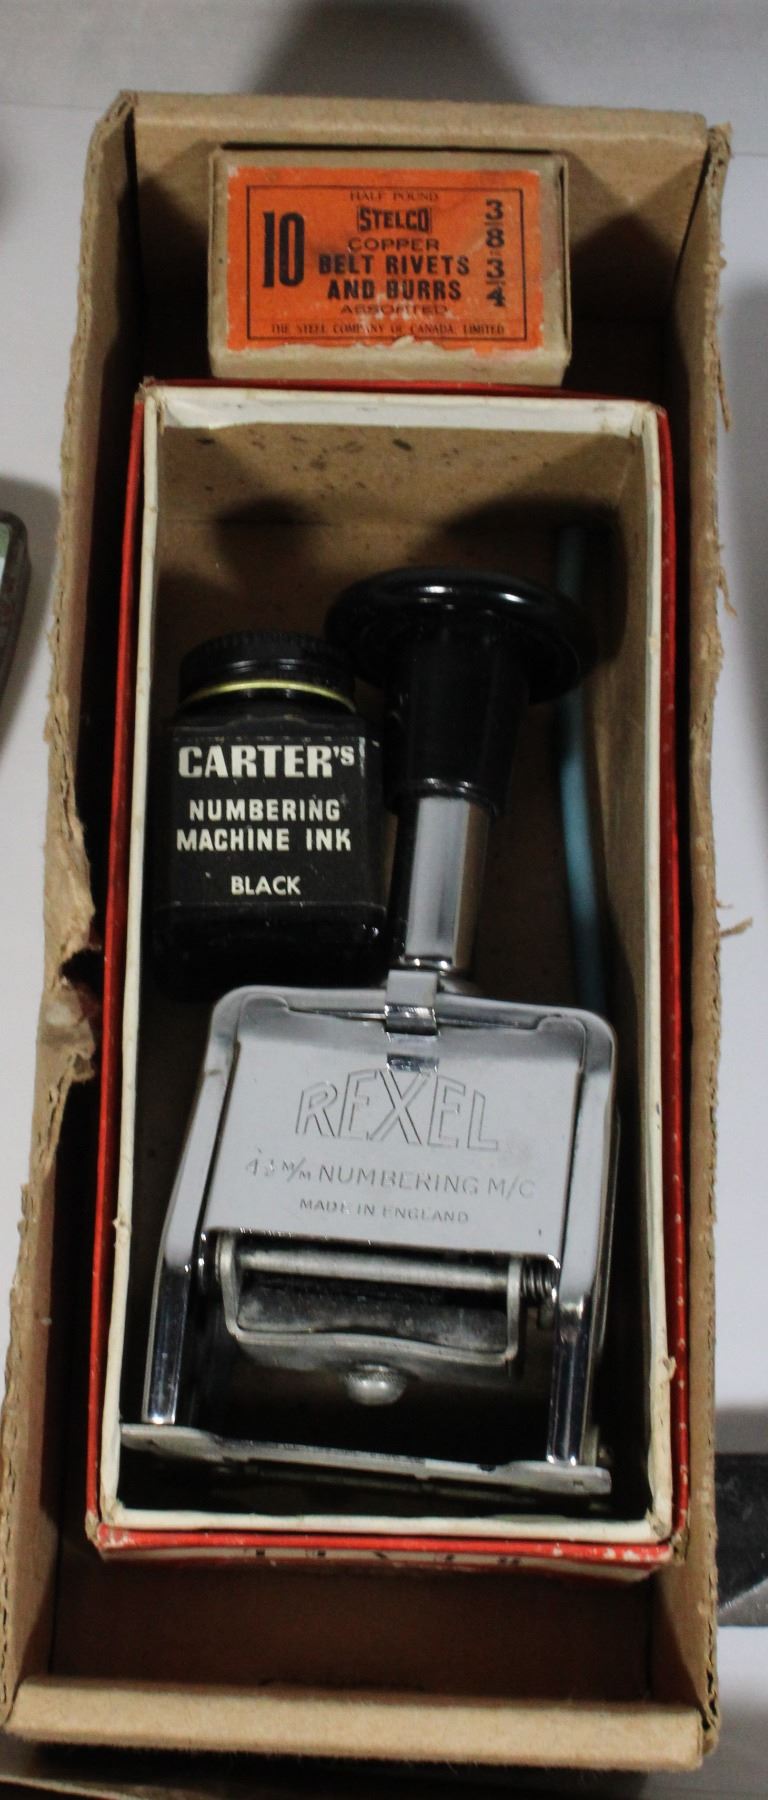 HALF POUND
STELCO
10
COPPER
BELT RIVETS
AND BURRS
ASSORTED
3/8 3/4
THE STEEL COMPANY OF CANADA, LIMITED
CARTER'S
NUMBERING
MACHINE INK
BLACK
REXEL
M/M NUMBERING M/C
MADE IN ENGLAND